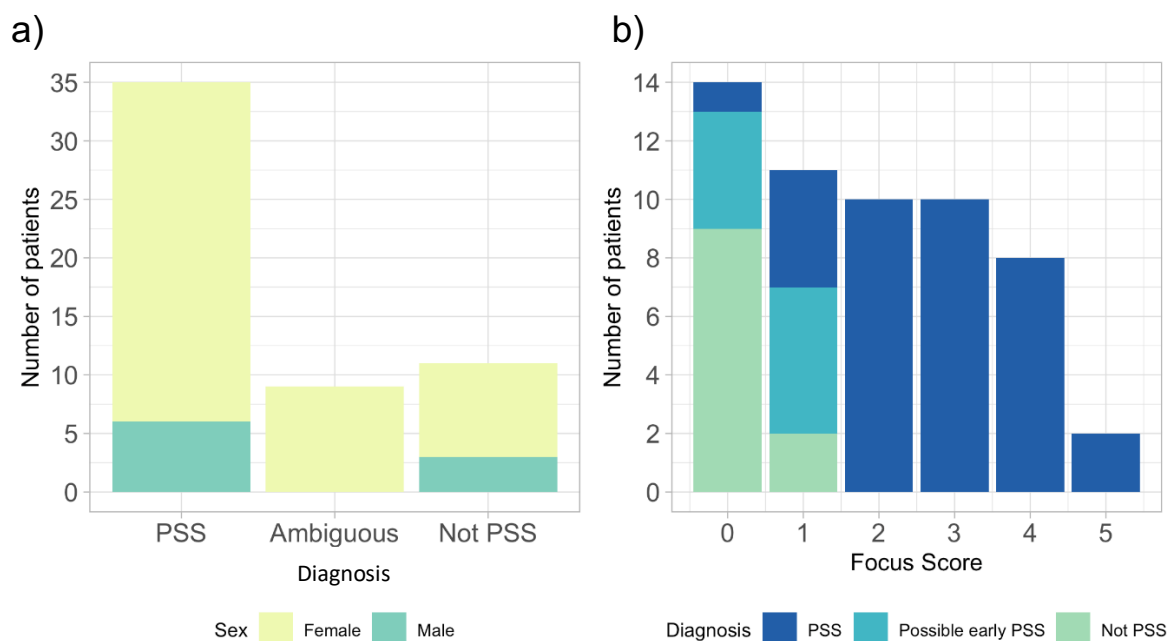 a)
35
30
25
20
15
10
5
0
Number of patients
PSS Ambiguous Not PSS
Diagnosis
Sex Female Male
b)
14
12
10
8
6
4
2
0
Number of patients
0 1 2 3 4 5
Focus Score
Diagnosis PSS Possible early PSS Not PSS